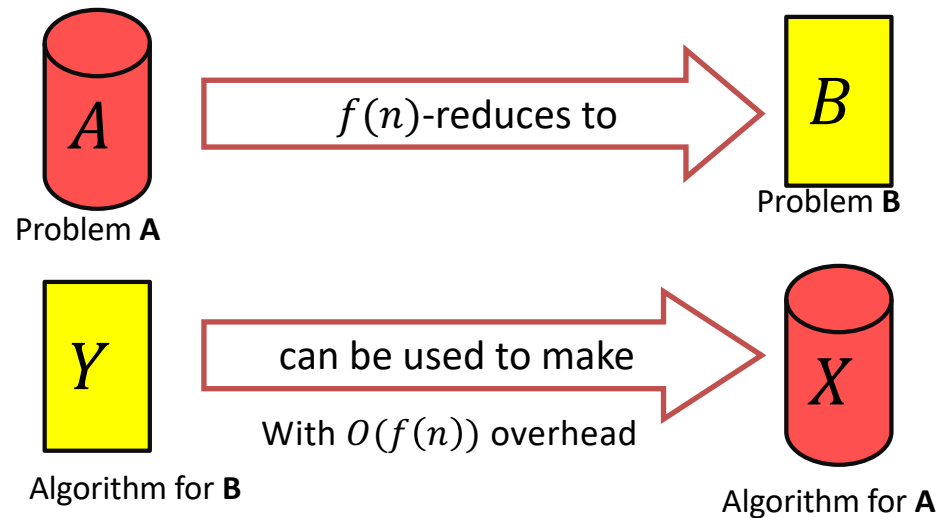 A
f(n)-reduces to
B
Problem A
Problem B
Y
can be used to make
X
With O(f(n)) overhead
Algorithm for B
Algorithm for A